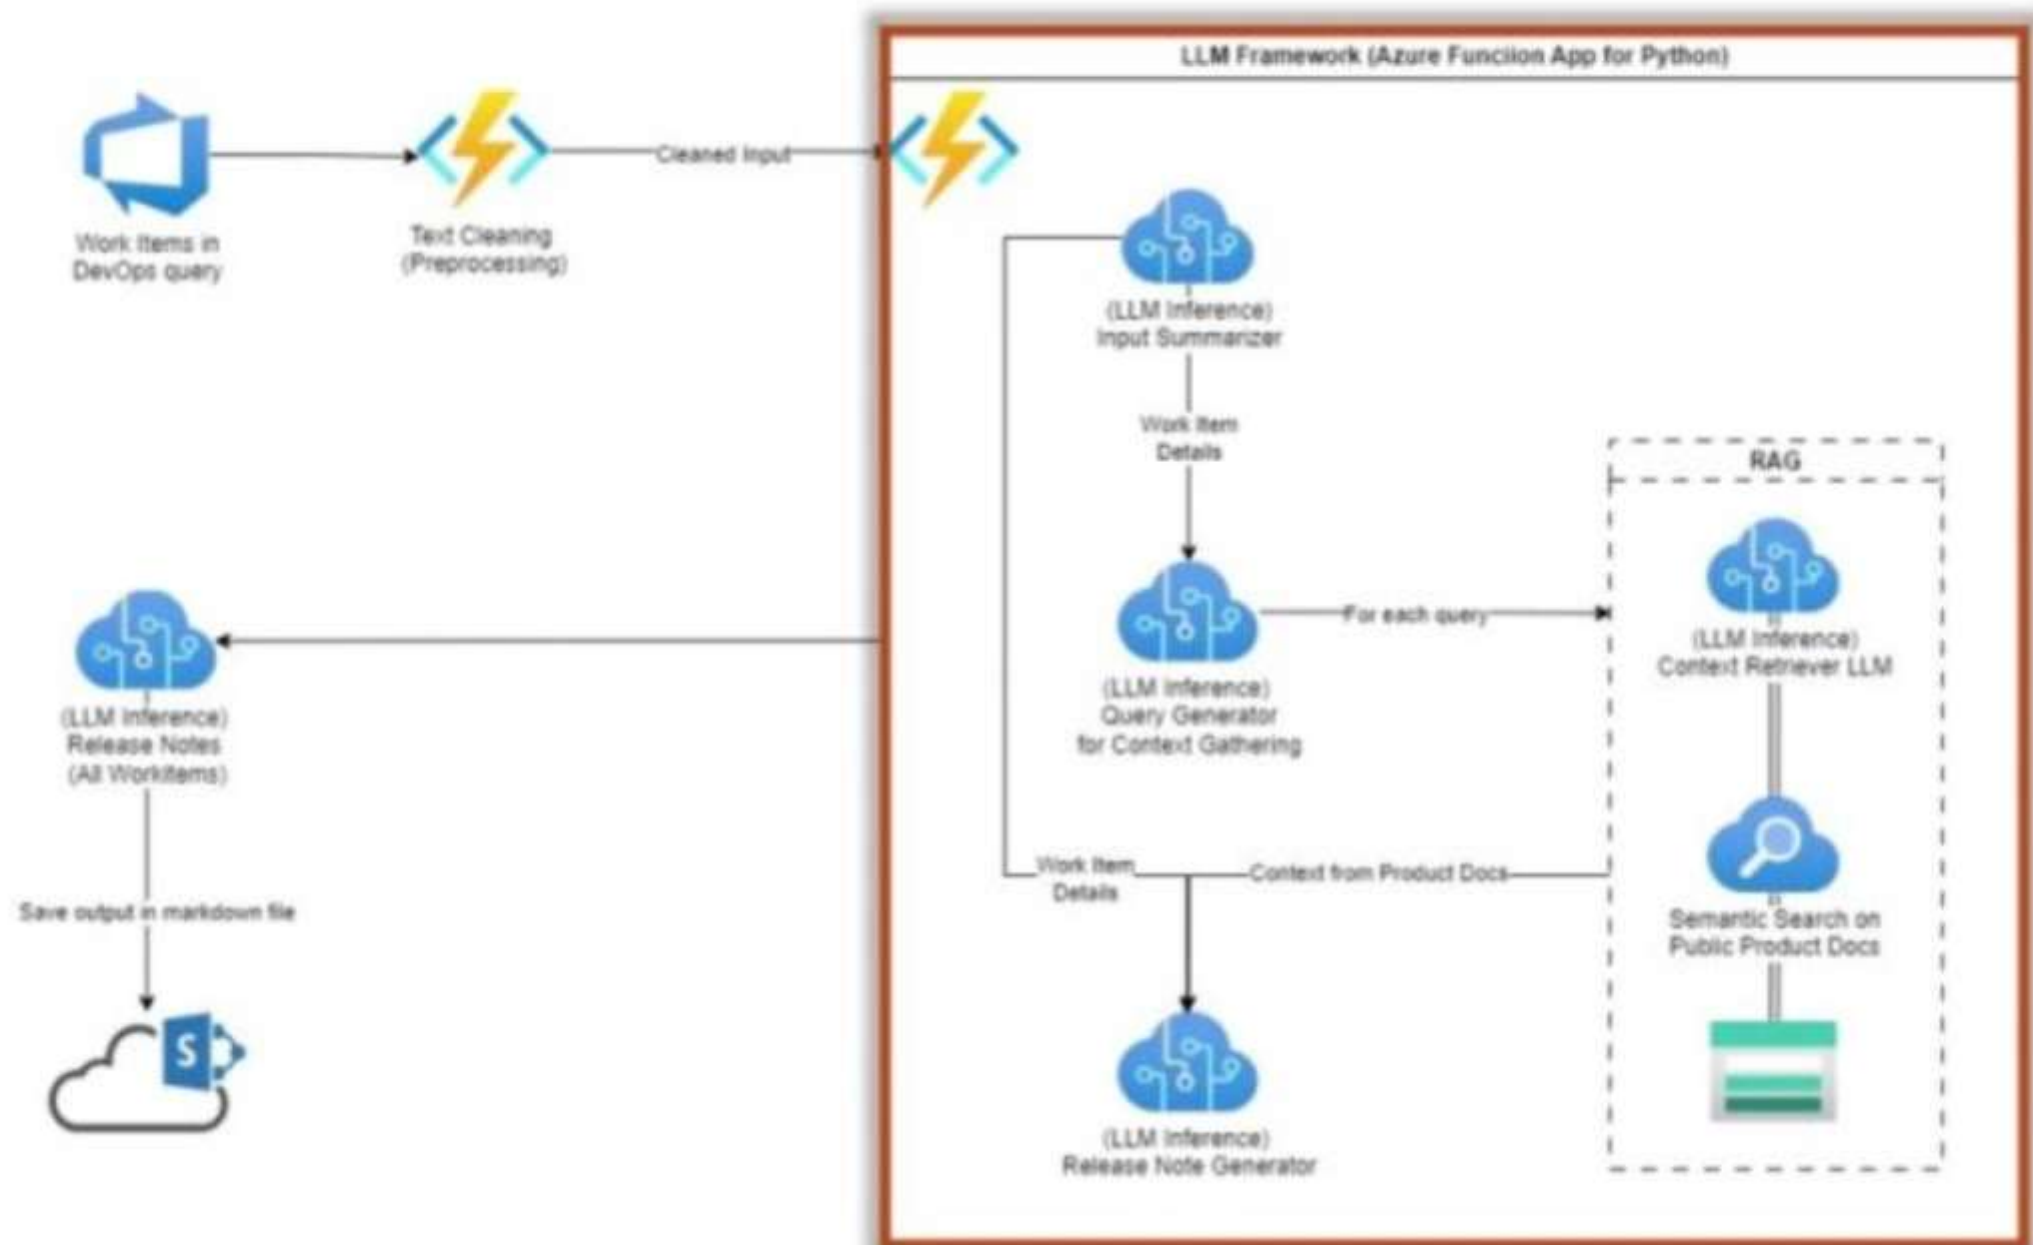 LLM Framework (Azure Funciion App for Python)
Cleaned Input
Work Items in
DevOps query
Text Cleaning
(Preprocessing)
(LLM Inference)
Input Summarizer
Work Item
Details
RAG
(LLM Inference)
Query Generator
for Context Gathering
For each query
(LLM Inference)
Context Retriever LLM
(LLM Inference)
Release Notes
(All Workitems)
Work Item
Details
Context from Product Docs
Save output in markdown file
Semantic Search on
Public Product Docs
S
(LLM Inference)
Release Note Generator